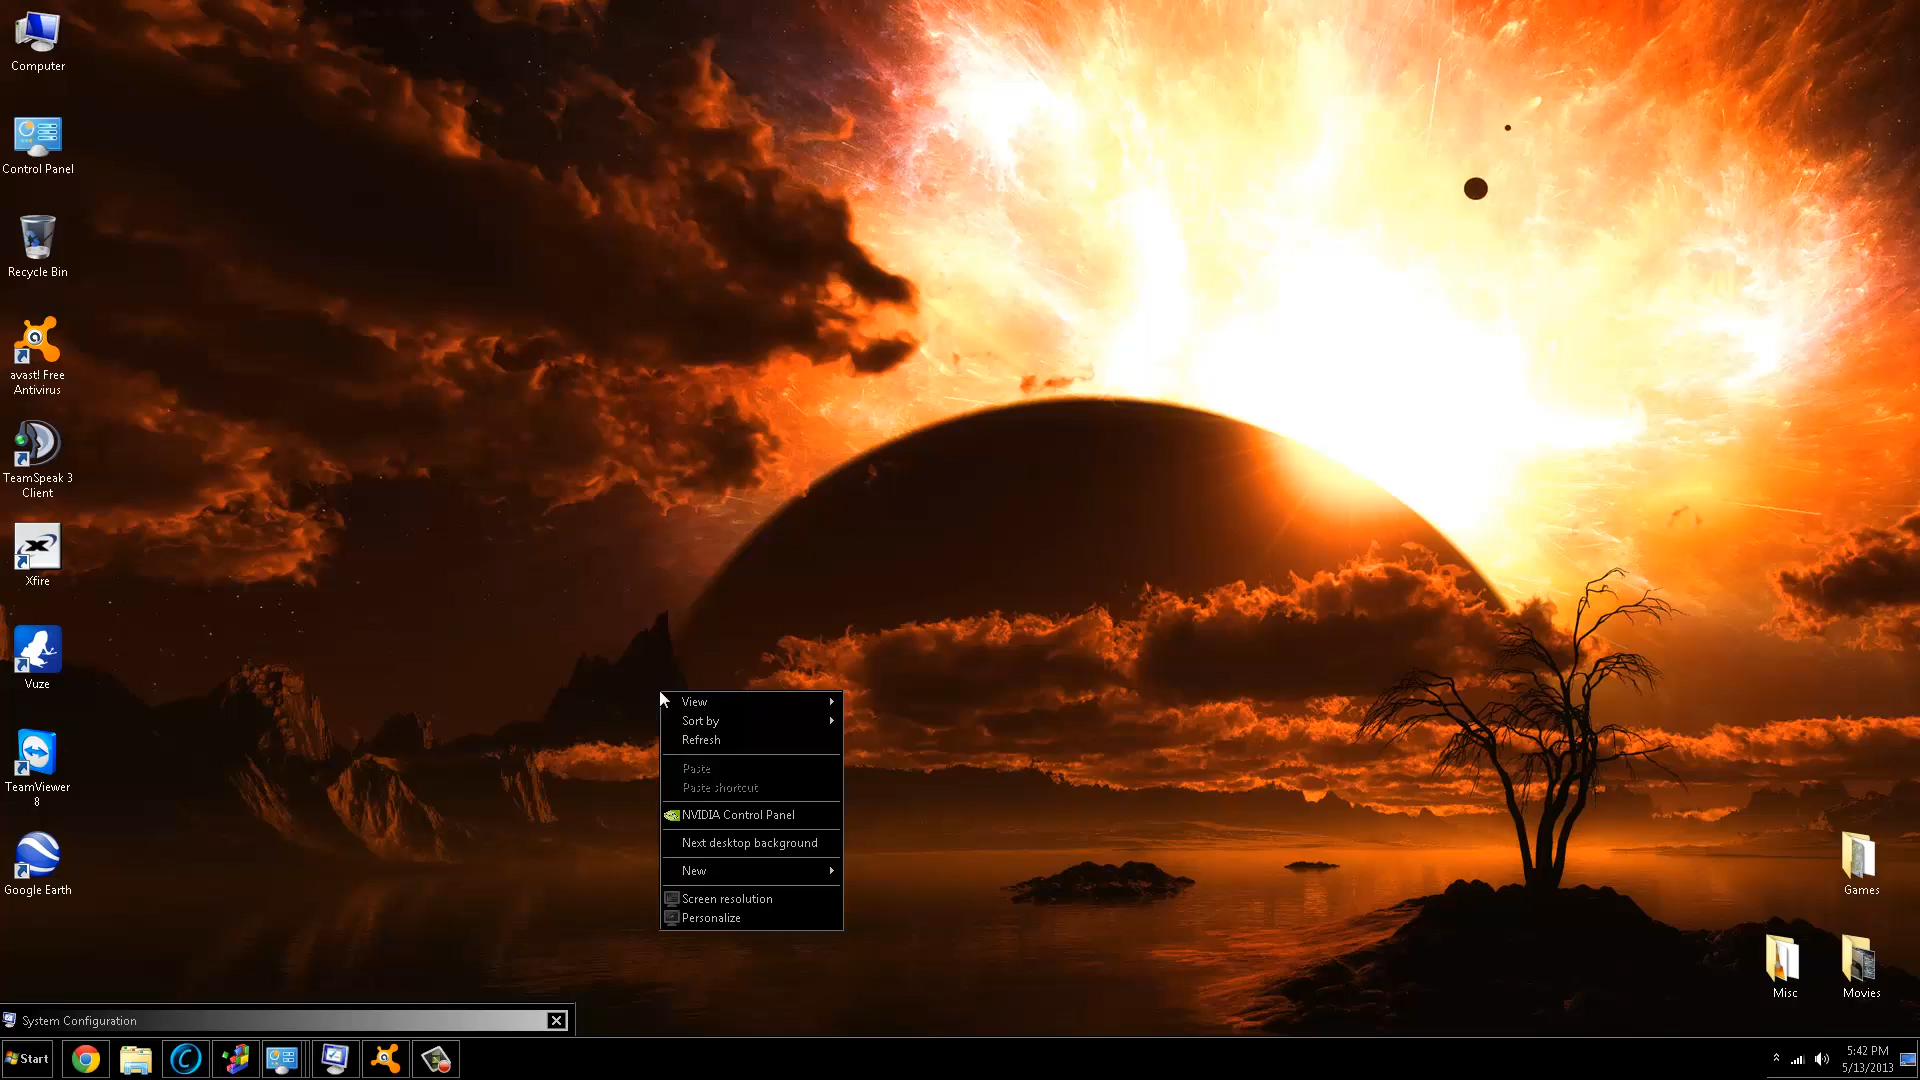 Computer
Control Panel
Recycle Bin
avast! Free
Antivirus
TeamSpeak 3
Client
Xfire
Vuze
TeamViewer
8
Google Earth
View
Sort by
Refresh
Paste
Paste shortcut
NVIDIA Control Panel
Next desktop background
New
Screen resolution
Personalize
Games
Misc
Movies
System Configuration
Start
5:42 PM
5/13/2013